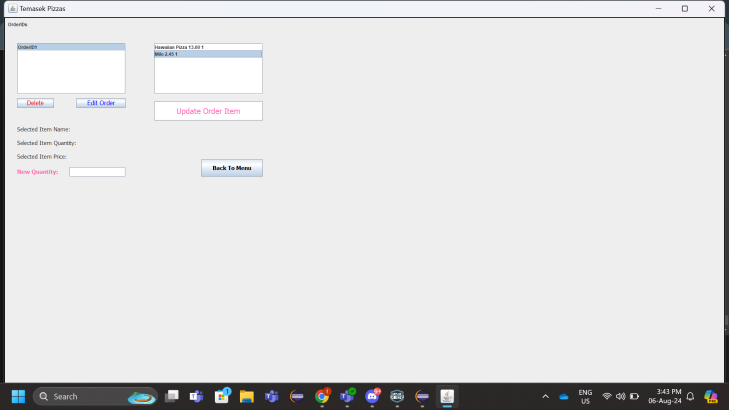 Temasek Pizzas
OrderIDs
OrderID1
Hawaiian Pizza 13.80 1
Milo 2.45 1
Delete
Edit Order
Update Order Item
Selected Item Name:
Selected Item Quantity:
Selected Item Price:
New Quantity:
Back To Menu
Search
ENG
US
3:43 PM
06-Aug-24